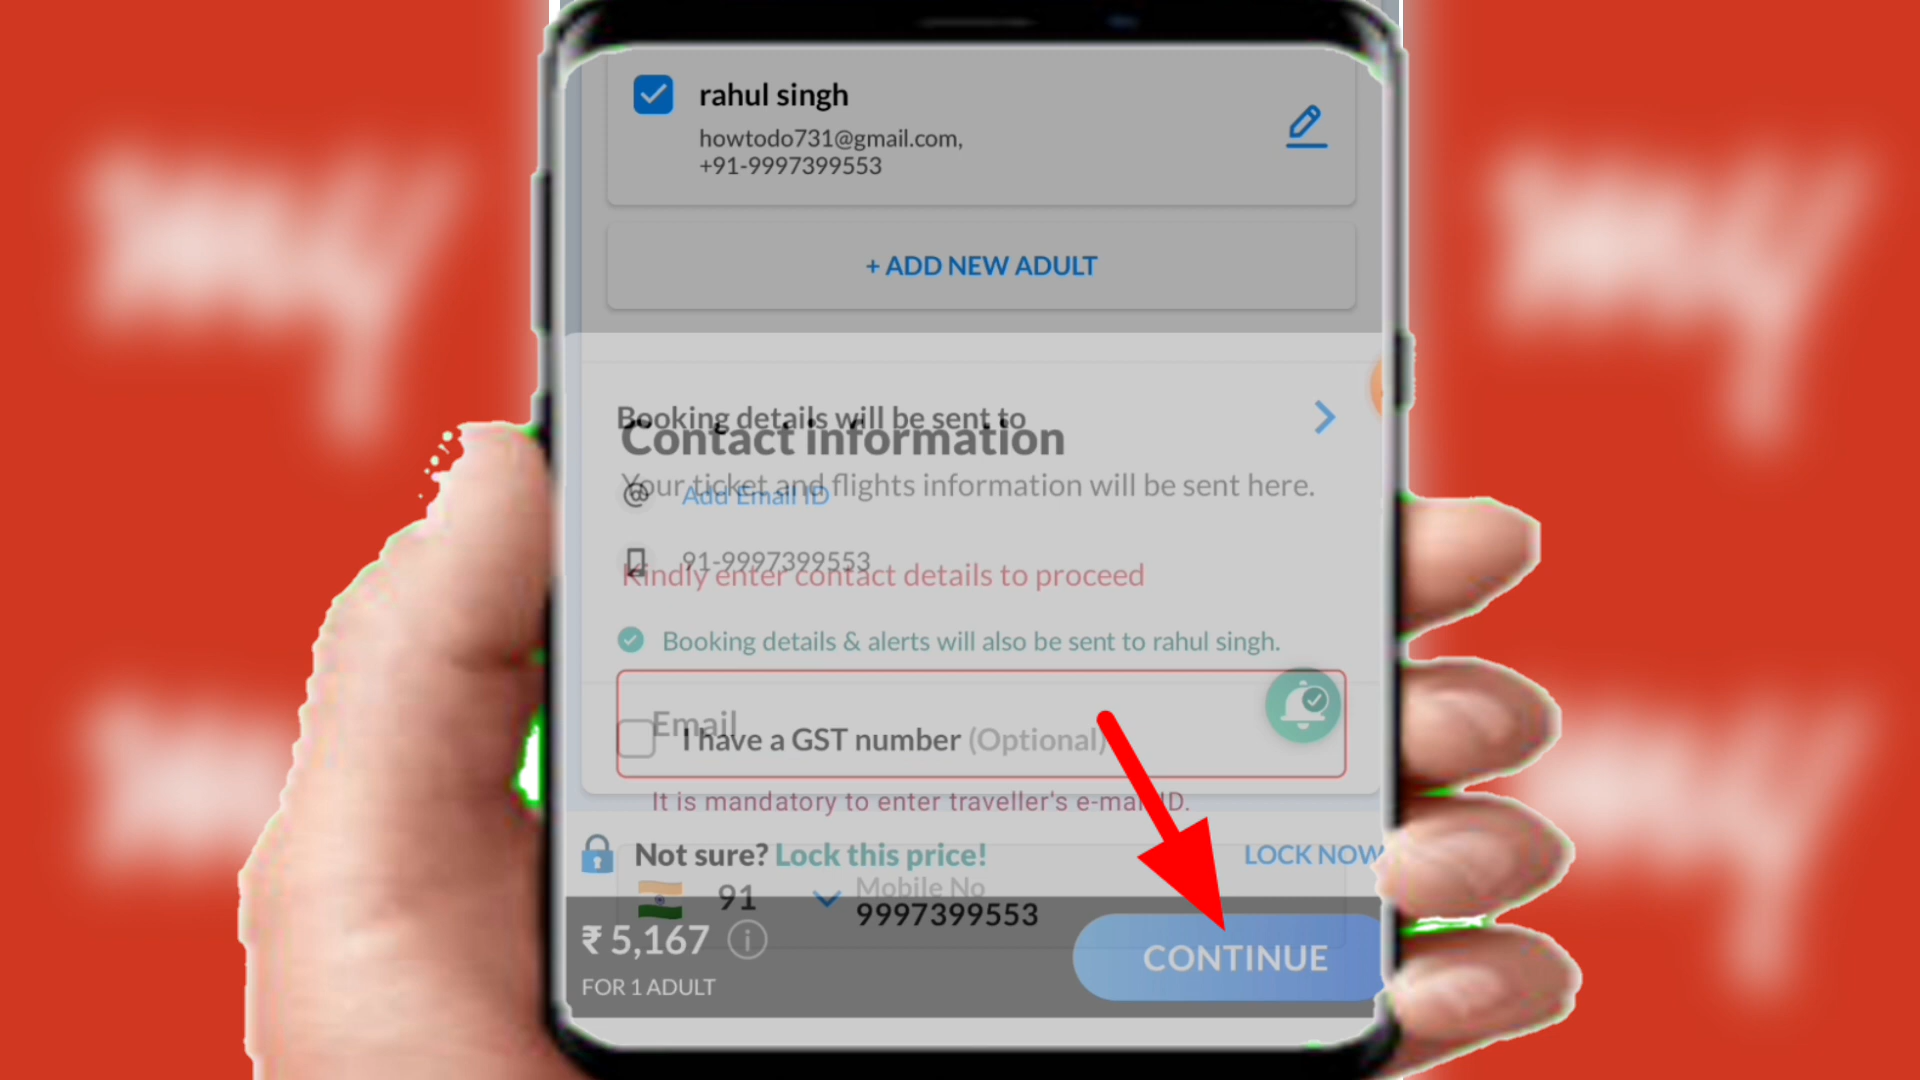 rahul singh
howtodo731@gmail.com,
+91-9997399553
+ ADD NEW ADULT
Booking details will be sent to
Contact information
Your ticket and flights information will be sent here.
Add Email ID
91-9997399553
Kindly enter contact details to proceed
Booking details & alerts will also be sent to rahul singh.
Email
I have a GST number (Optional)
It is mandatory to enter traveller's e-mail ID.
Not sure? Lock this price!
LOCK NOW
91
Mobile No
9997399553
₹ 5,167
FOR 1 ADULT
CONTINUE